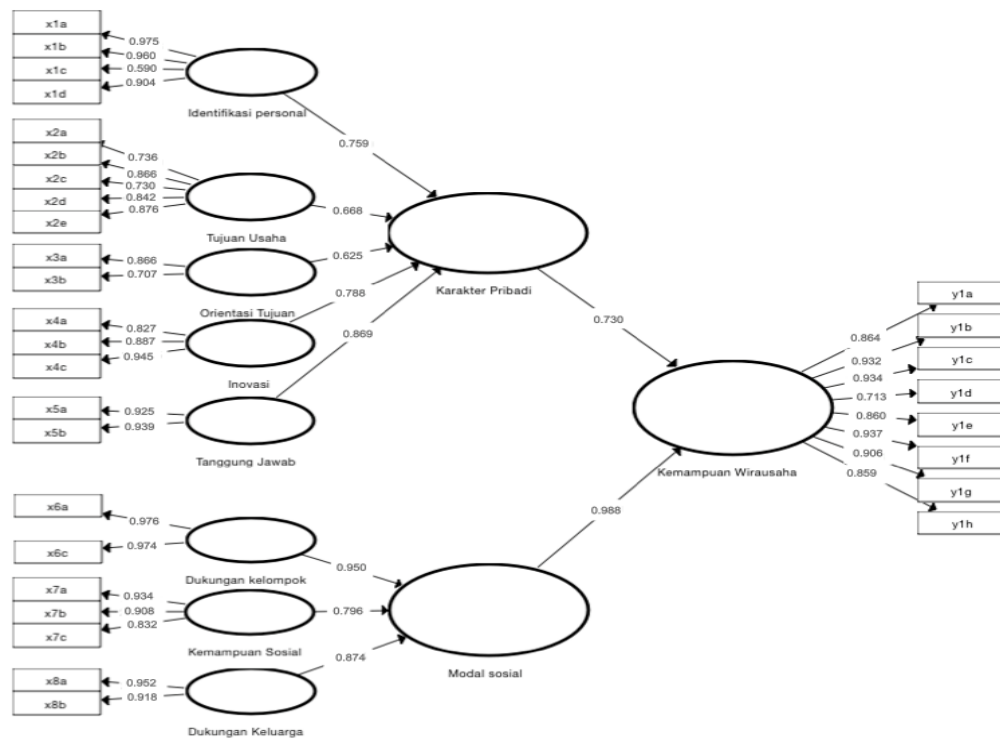 x1a
x1b
x1c
x1d
0.975
0.960
0.590
0.904
Identifikasi personal
0.759
x2a
x2b
x2c
x2d
x2e
0.736
0.866
0.730
0.842
0.876
Tujuan Usaha
0.668
x3a
x3b
0.866
0.707
Orientasi Tujuan
0.625
x4a
x4b
x4c
0.827
0.887
0.945
Inovasi
0.788
x5a
x5b
0.925
0.939
Tanggung Jawab
0.869
Karakter Pribadi
0.730
x6a
x6c
0.976
0.974
Dukungan kelompok
0.950
x7a
x7b
x7c
0.934
0.908
0.832
Kemampuan Sosial
0.796
x8a
x8b
0.952
0.918
Dukungan Keluarga
0.874
Modal sosial
0.988
Kemampuan Wirausaha
0.864
0.932
0.934
0.713
0.860
0.937
0.906
0.859
y1a
y1b
y1c
y1d
y1e
y1f
y1g
y1h